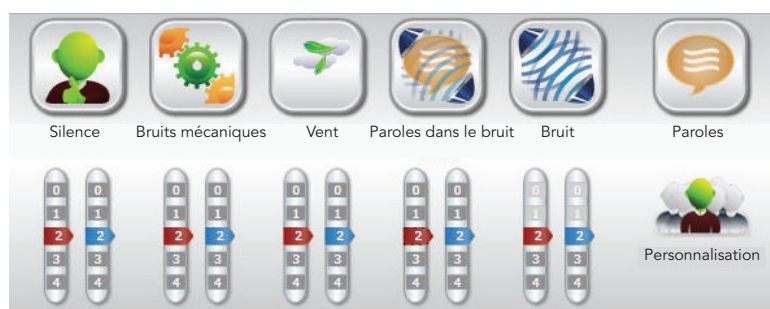 Silence Bruits mécaniques Vent Paroles dans le bruit Bruit Paroles
0 0 0 0 0 0 0 0 0 0
1 1 1 1 1 1 1 1 1 1
2 2 2 2 2 2 2 2 2 2
Personnalisation
3 3 3 3 3 3 3 3 3 3
4 4 4 4 4 4 4 4 4 4